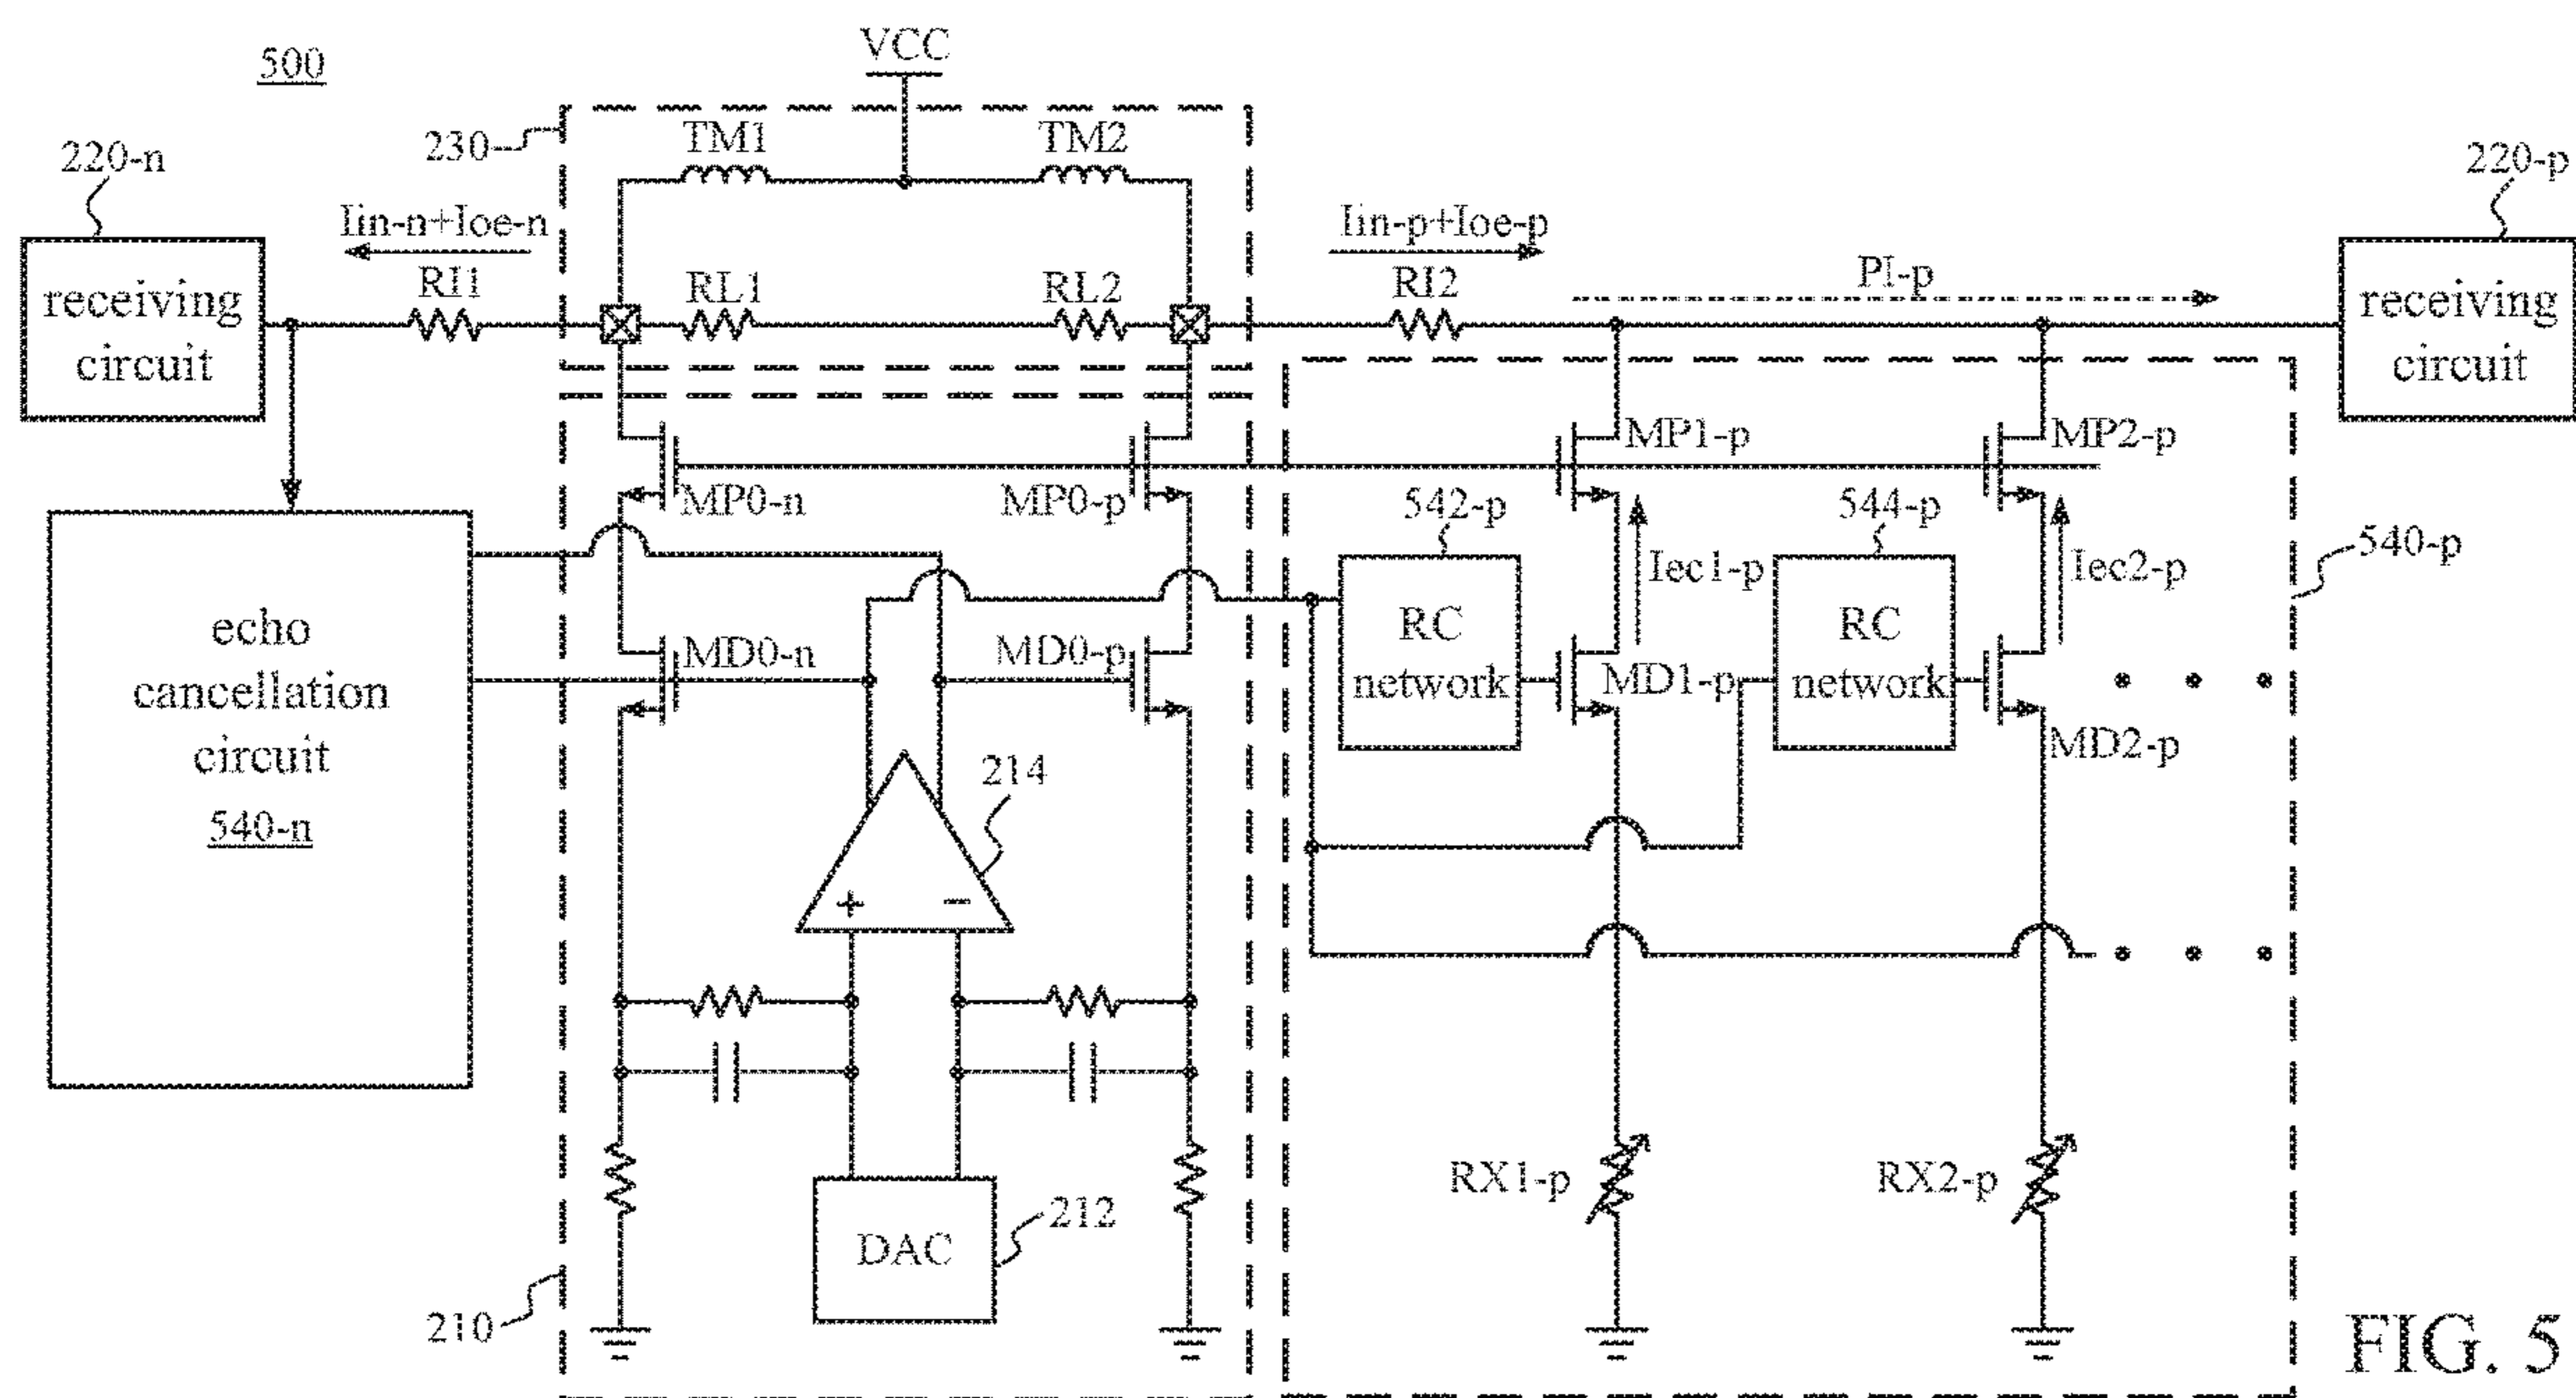 500
VCC
230
TM1
TM2
220-n
220-p
Iin-n+Ioe-n
Iin-p+Ioe-p
receiving
circuit
RI1
RL1
RL2
RI2
PI-p
receiving
circuit
MP0-n
MP0-p
MP1-p
MP2-p
542-p
544-p
540-p
Iec1-p
Iec2-p
echo
cancellation
circuit
540-n
MD0-n
MD0-p
RC
network
MD1-p
RC
network
MD2-p
214
+
−
RX1-p
RX2-p
DAC
212
210
FIG. 5